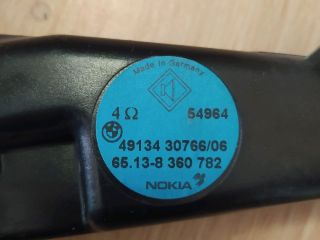 Made in Germany
4 Ω 54964
49134 30766/06
65.13-8 360 782
NOKIA